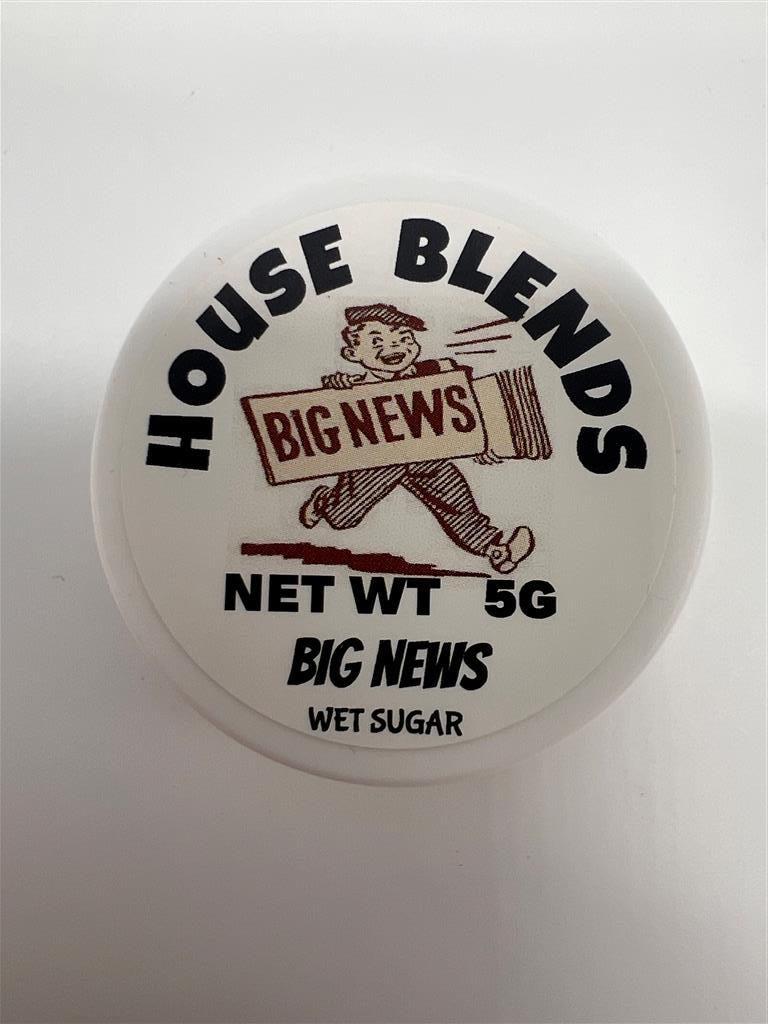 HOUSE BLENDS
BIG NEWS
NET WT 5G
BIG NEWS
WET SUGAR